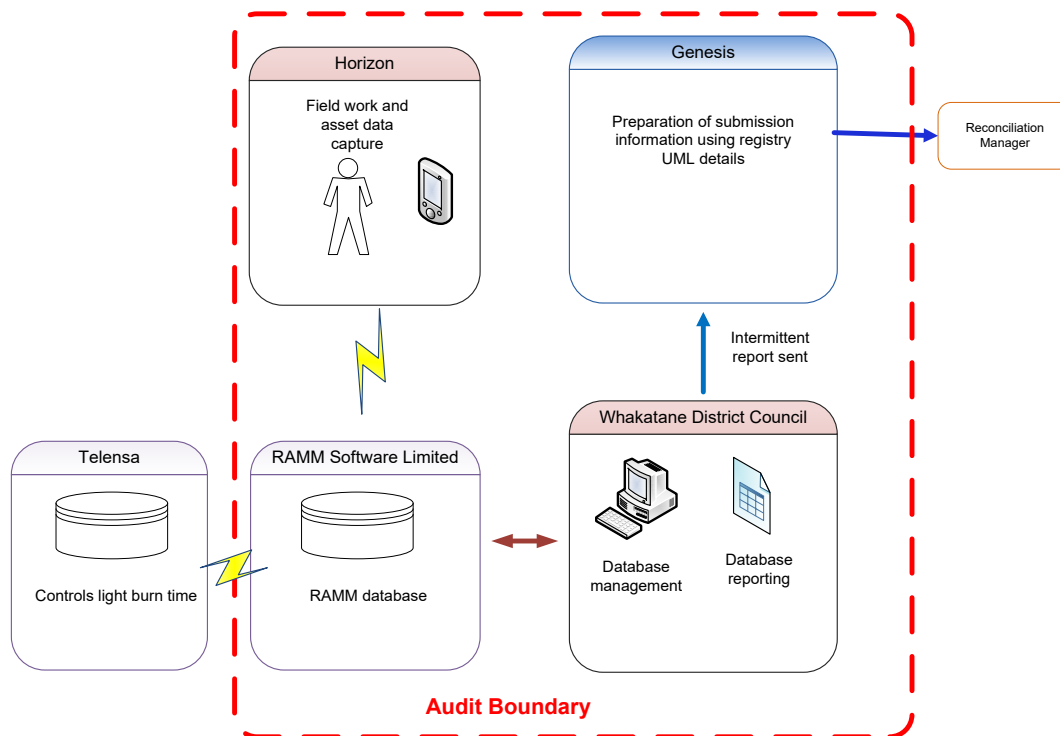 Horizon
Field work and
asset data
capture
Genesis
Preparation of submission
information using registry
UML details
Reconciliation
Manager
Intermittent
report sent
Telensa
Controls light burn time
RAMM Software Limited
RAMM database
Whakatane District Council
Database
management
Database
reporting
Audit Boundary